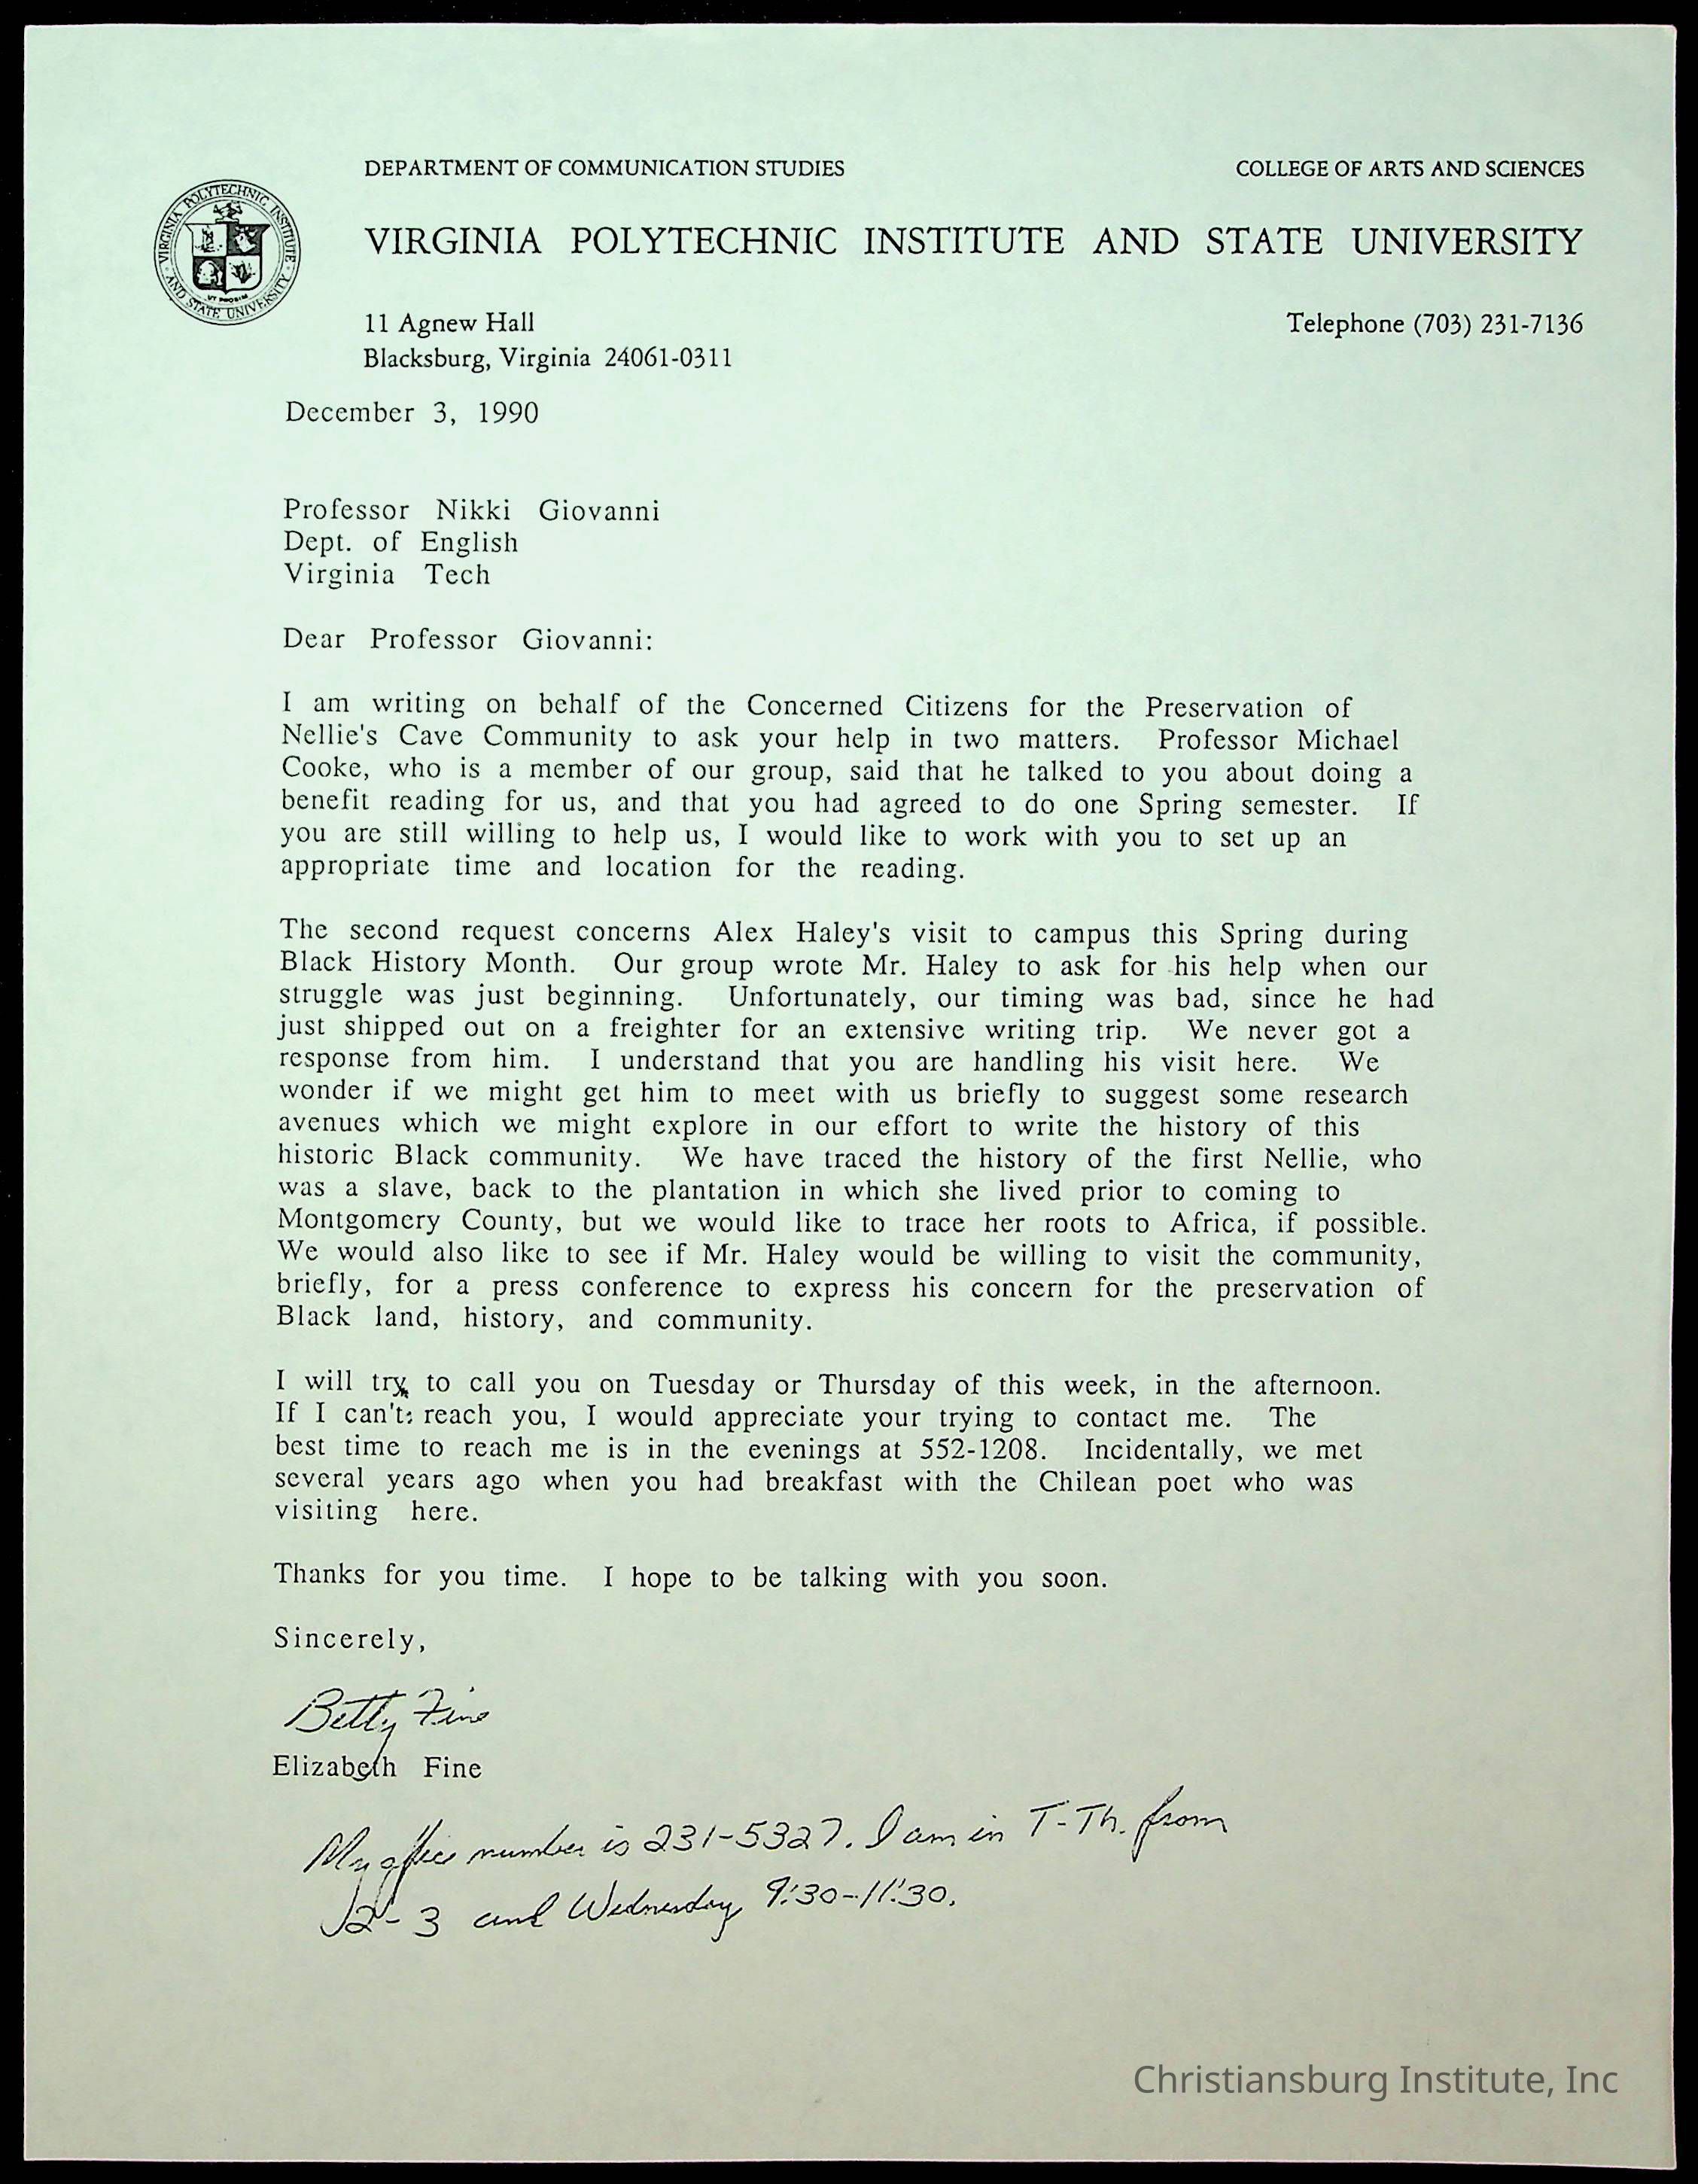 DEPARTMENT OF COMMUNICATION STUDIES COLLEGE OF ARTS AND SCIENCES
VIRGINIA POLYTECHNIC INSTITUTE AND STATE UNIVERSITY
VIRGINIA POLYTECHNIC INSTITUTE
AND STATE UNIVERSITY
UT PROSIM
11 Agnew Hall Telephone (703) 231-7136
Blacksburg, Virginia 24061-0311
December 3, 1990
Professor Nikki Giovanni
Dept. of English
Virginia Tech
Dear Professor Giovanni:
I am writing on behalf of the Concerned Citizens for the Preservation of
Nellie's Cave Community to ask your help in two matters. Professor Michael
Cooke, who is a member of our group, said that he talked to you about doing a
benefit reading for us, and that you had agreed to do one Spring semester. If
you are still willing to help us, I would like to work with you to set up an
appropriate time and location for the reading.
The second request concerns Alex Haley's visit to campus this Spring during
Black History Month. Our group wrote Mr. Haley to ask for his help when our
struggle was just beginning. Unfortunately, our timing was bad, since he had
just shipped out on a freighter for an extensive writing trip. We never got a
response from him. I understand that you are handling his visit here. We
wonder if we might get him to meet with us briefly to suggest some research
avenues which we might explore in our effort to write the history of this
historic Black community. We have traced the history of the first Nellie, who
was a slave, back to the plantation in which she lived prior to coming to
Montgomery County, but we would like to trace her roots to Africa, if possible.
We would also like to see if Mr. Haley would be willing to visit the community,
briefly, for a press conference to express his concern for the preservation of
Black land, history, and community.
I will try to call you on Tuesday or Thursday of this week, in the afternoon.
If I can't reach you, I would appreciate your trying to contact me. The
best time to reach me is in the evenings at 552-1208. Incidentally, we met
several years ago when you had breakfast with the Chilean poet who was
visiting here.
Thanks for you time. I hope to be talking with you soon.
Sincerely,
Betty Fine
Elizabeth Fine
My office number is 231-5327. I am in T-Th. from
12-3 and Wednesday 9:30-11:30.
Christiansburg Institute, Inc